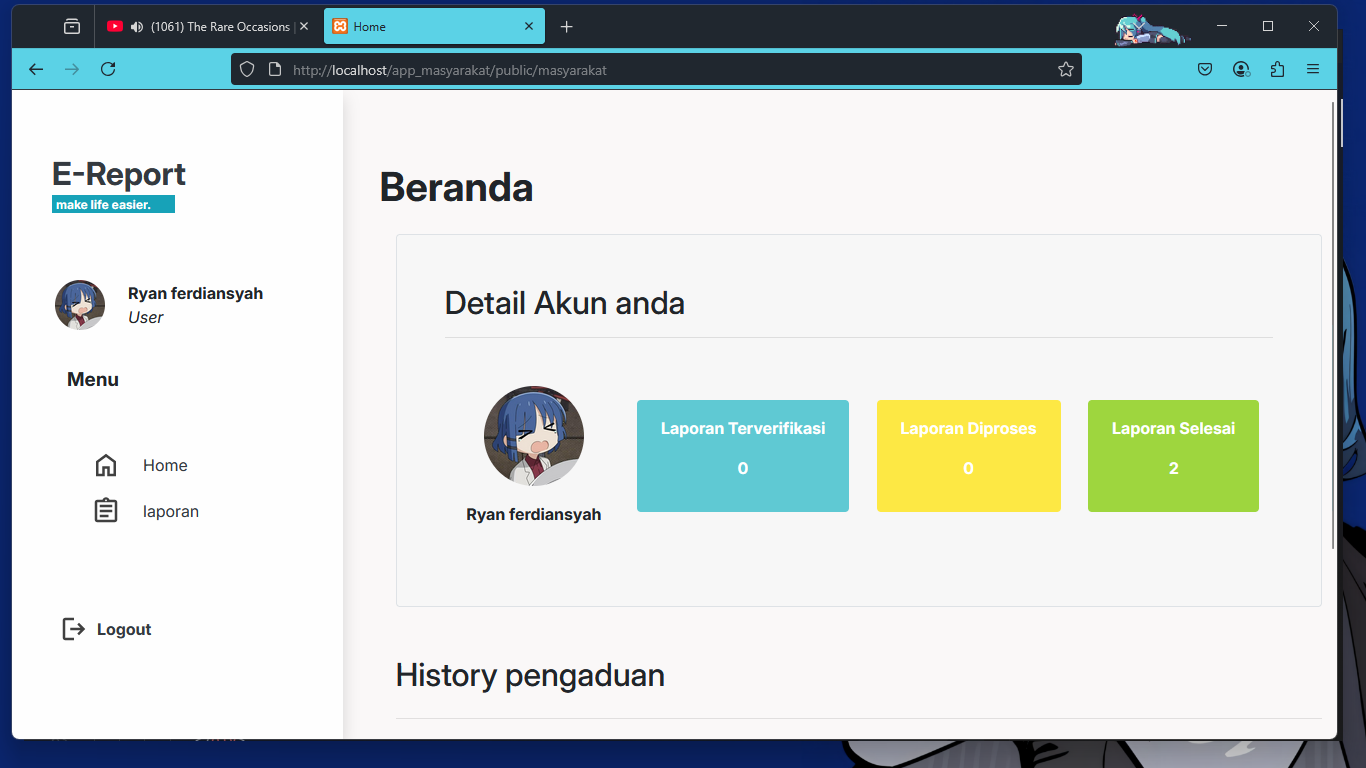 (1061) The Rare Occasions
Home
http://localhost/app_masyarakat/public/masyarakat
E-Report
make life easier.
Ryan ferdiansyah
User
Menu
Home
laporan
Logout
Beranda
Detail Akun anda
Ryan ferdiansyah
Laporan Terverifikasi
0
Laporan Diproses
0
Laporan Selesai
2
History pengaduan